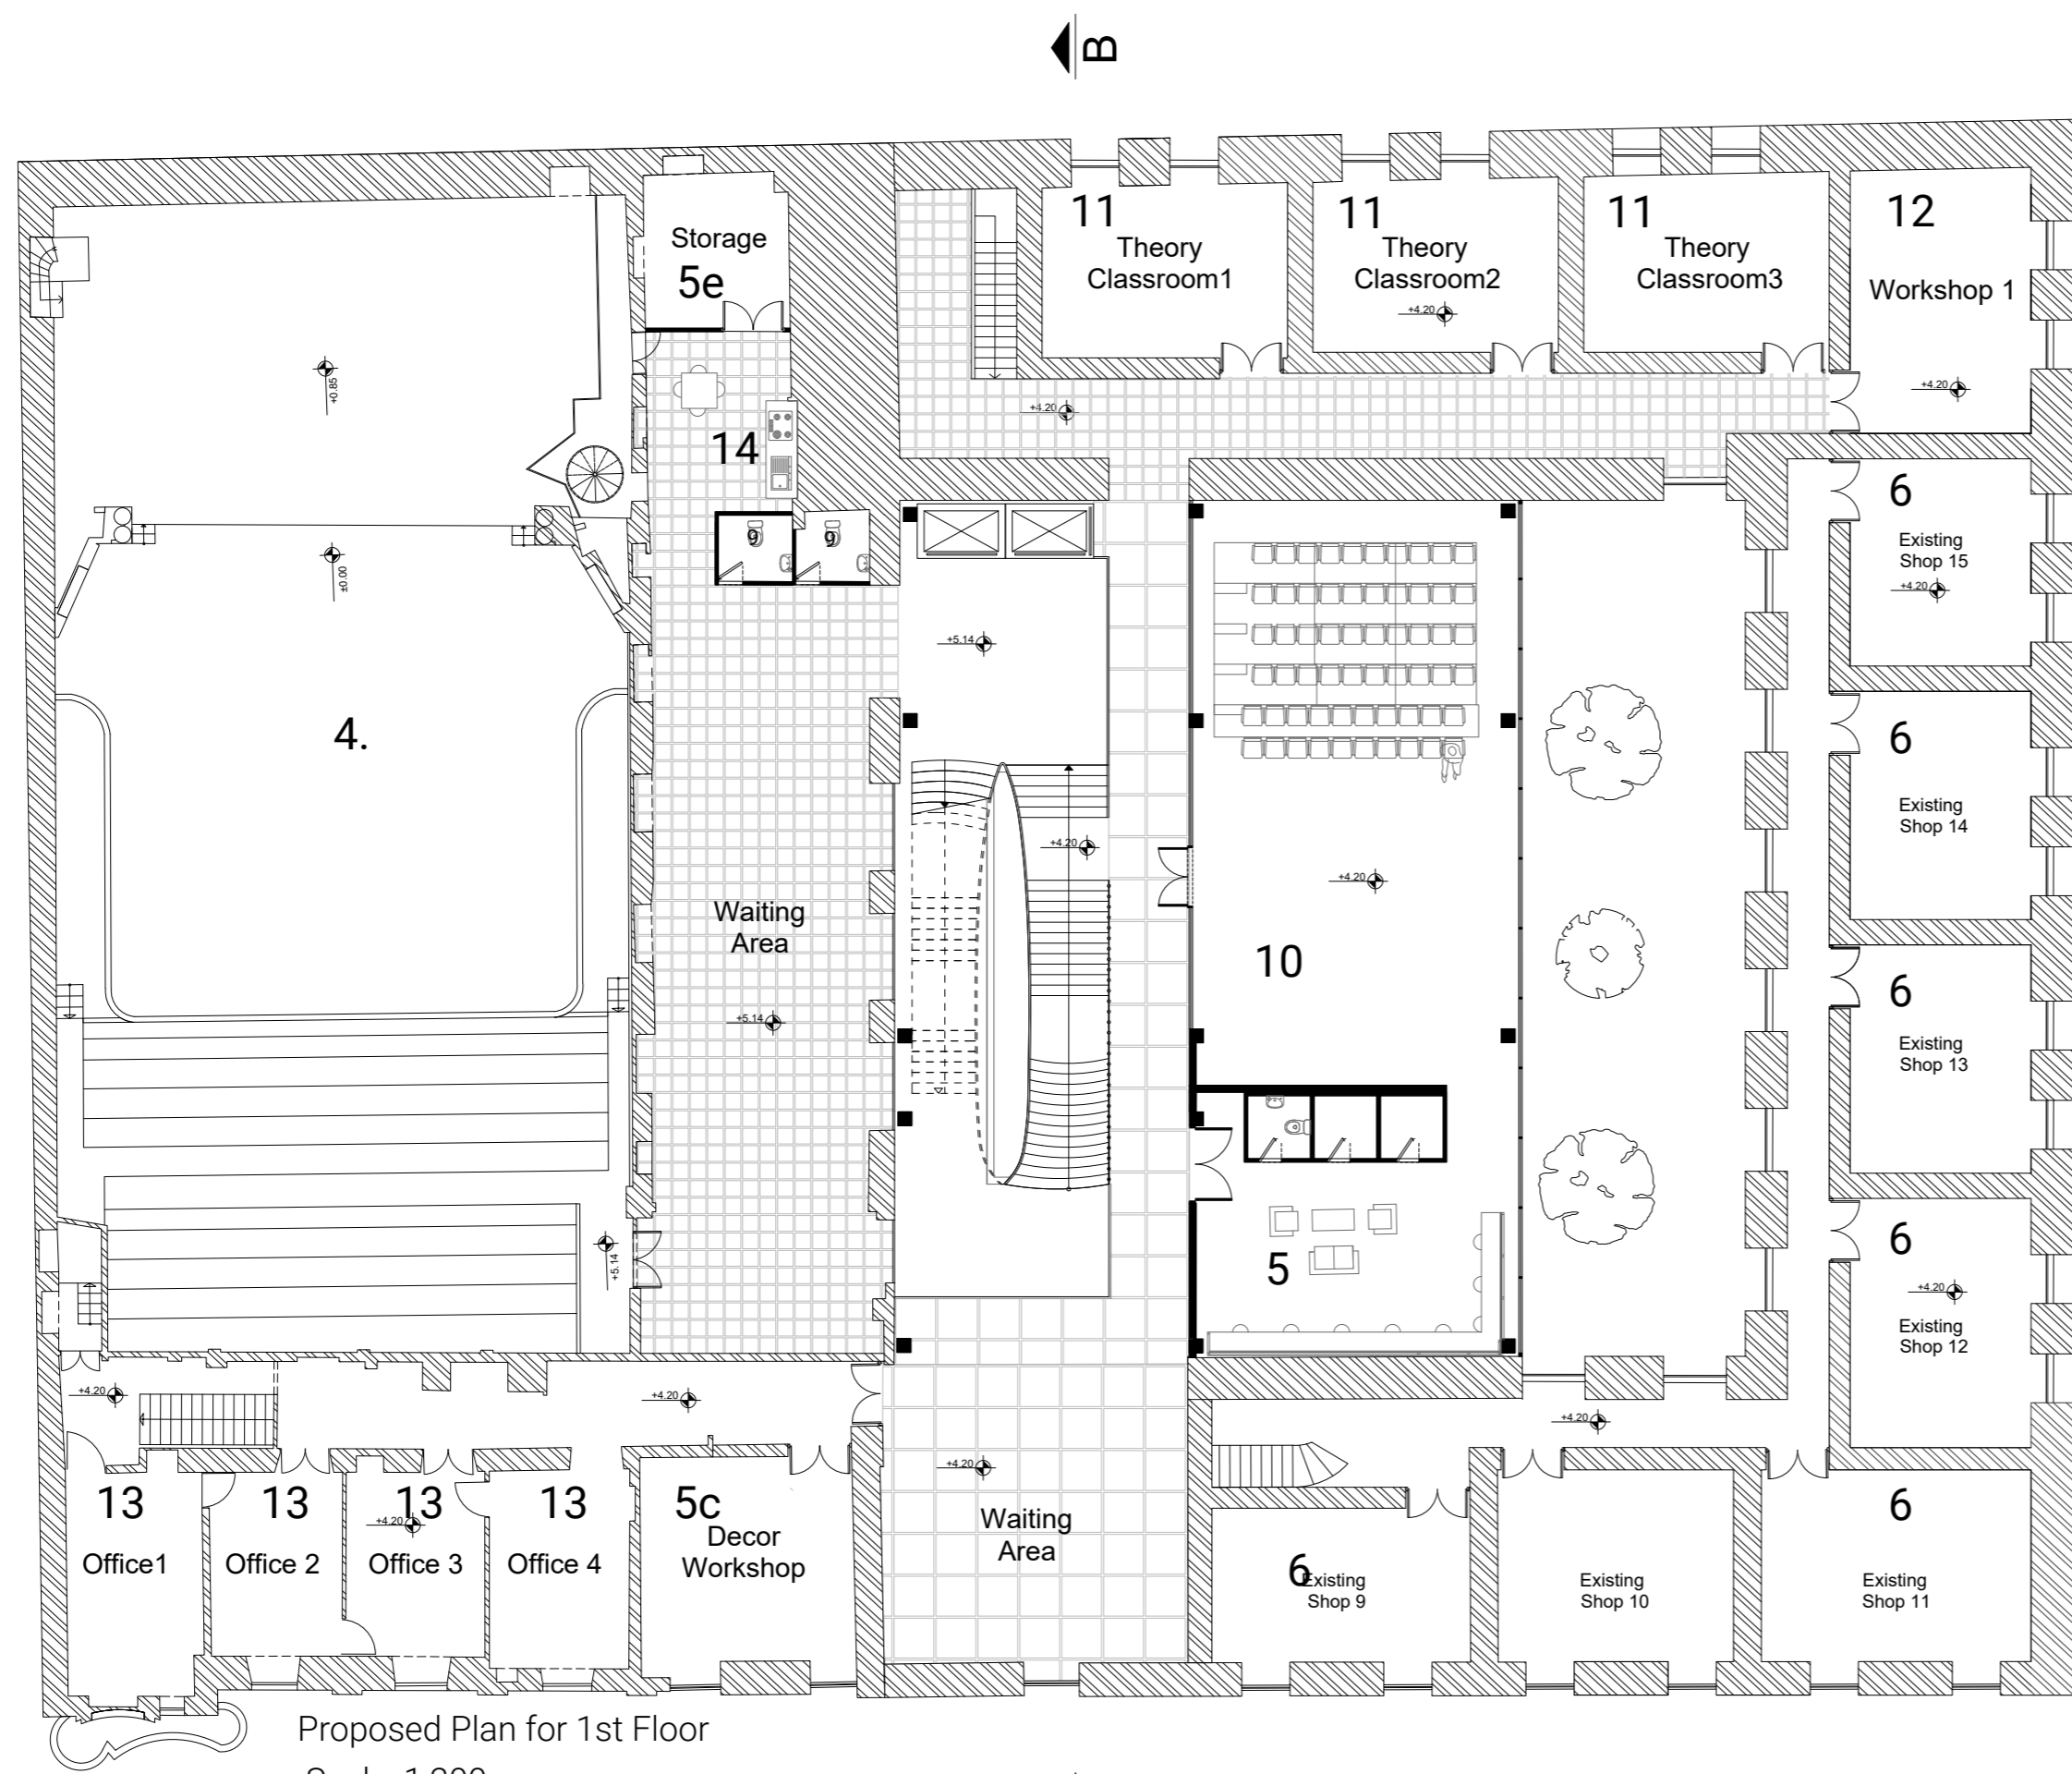 B
11
11
11
12
Storage
Theory
Classroom1
Theory
Classroom2
Theory
Classroom3
5e
Workshop 1
+4.20
+0.85
+4.20
+4.20
14
6
9
9
Existing
Shop 15
±0.00
+4.20
+5.14
4.
6
Existing
Shop 14
+4.20
+4.20
Waiting
Area
10
6
+5.14
Existing
Shop 13
5
6
+5.14
+4.20
Existing
Shop 12
+4.20
+4.20
+4.20
+4.20
13
13
13
13
5c
6
+4.20
Office1
Office 2
Office 3
Office 4
Decor
Workshop
Waiting
Area
6
Existing
Shop 9
Existing
Shop 10
Existing
Shop 11
Proposed Plan for 1st Floor